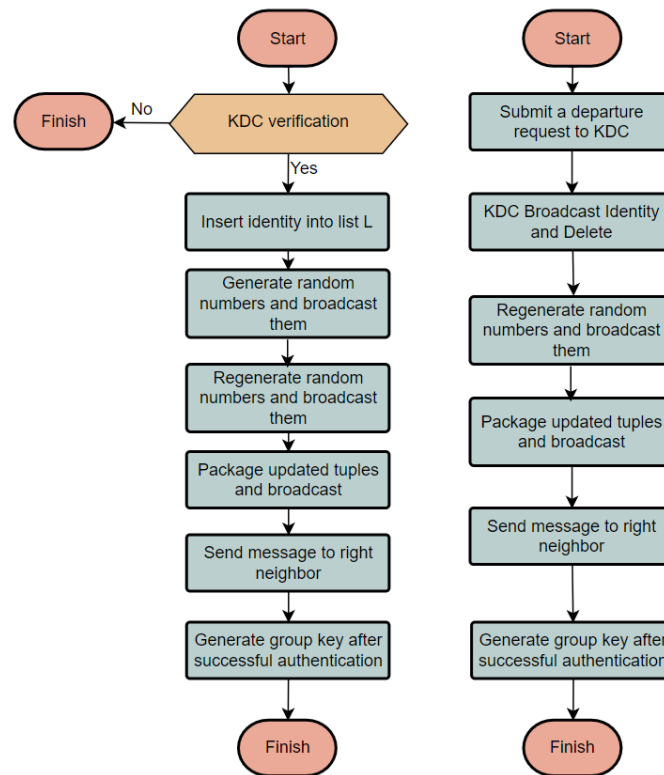 Start
No
Finish
KDC verification
Yes
Insert identity into list L
Generate random
numbers and broadcast
them
Regenerate random
numbers and broadcast
them
Package updated tuples
and broadcast
Send message to right
neighbor
Generate group key after
successful authentication
Finish
Start
Submit a departure
request to KDC
KDC Broadcast Identity
and Delete
Regenerate random
numbers and broadcast
them
Package updated tuples
and broadcast
Send message to right
neighbor
Generate group key after
successful authentication
Finish